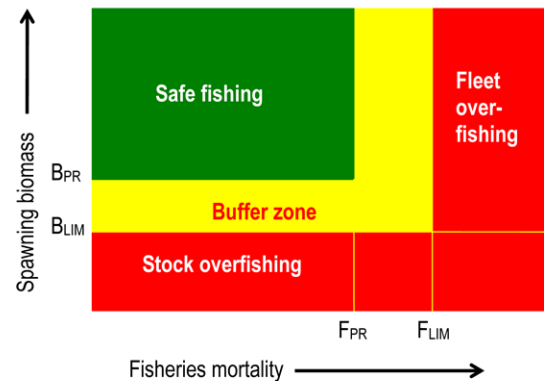 Safe fishing
Fleet
over-
fishing
Spawning biomass
BPR
Buffer zone
BLIM
Stock overfishing
FPR
FLIM
Fisheries mortality